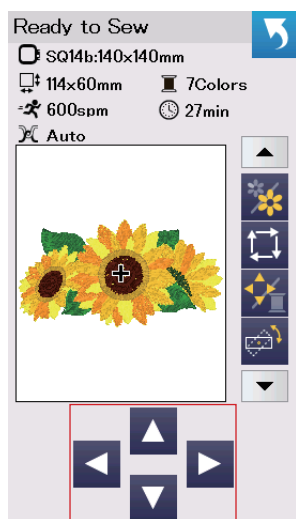 Ready to Sew
SQ14b:140x140mm
114x60mm 7Colors
600spm 27min
Auto